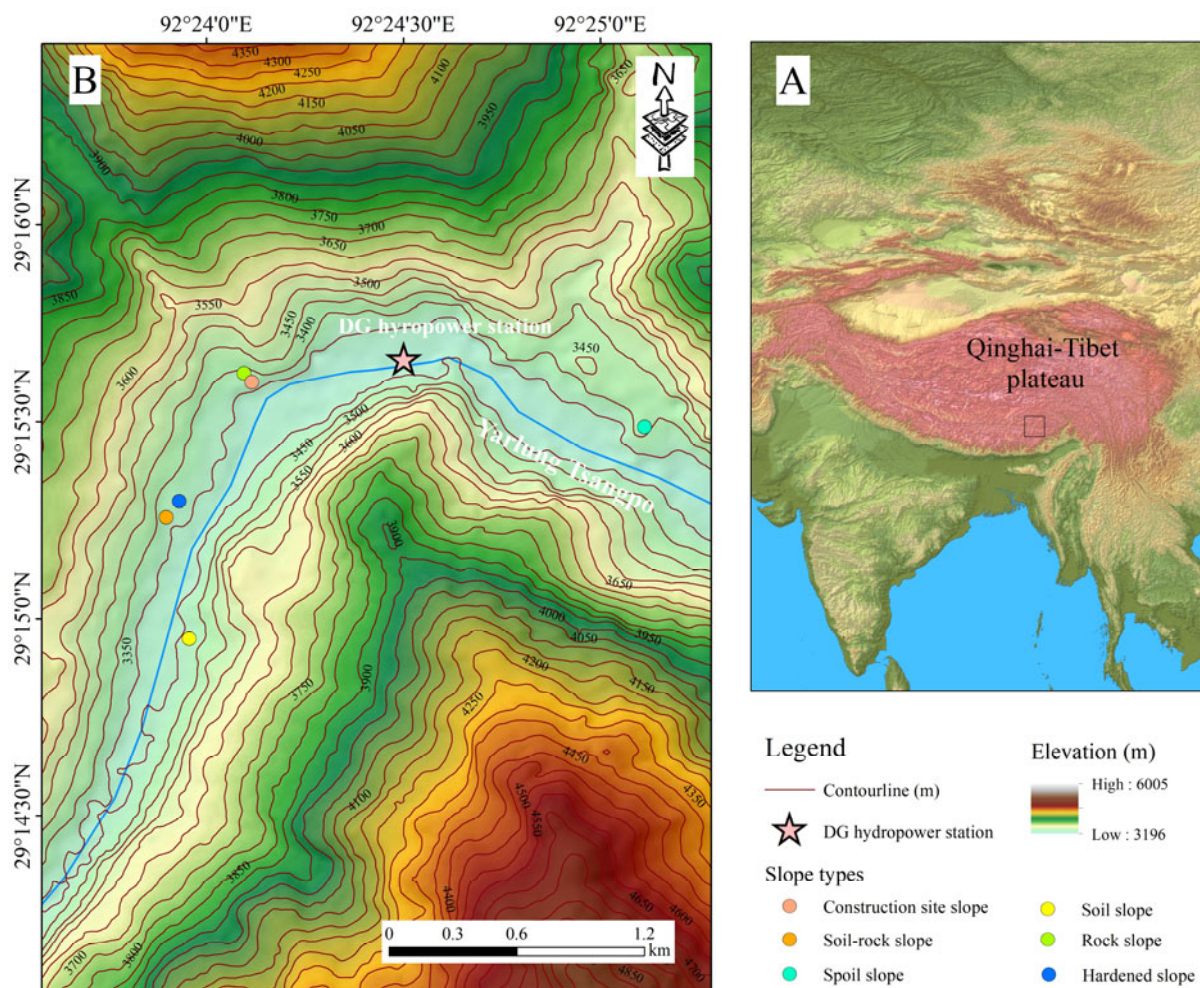 92°24'0"E
92°24'30"E
92°25'0"E
29°16'0"N
29°15'30"N
29°15'0"N
29°14'30"N
B
N
4350
4300
4250
4200
4150
4100
4050
4000
3950
3650
3900
3800
3750
3700
3650
3850
3550
3500
3450
3400
3450
DG hyropower station
3600
3500
3450
3600
3550
Yarlung Tsangpo
3900
3650
3350
4000
3950
4050
4200
4150
3750
3900
4250
4450
4350
4500
4550
4100
3850
4400
4650
4600
3700
3800
4700
4850
0 0.3 0.6 1.2
km
A
Qinghai-Tibet
plateau
Legend
Contourline (m)
DG hydropower station
Elevation (m)
High : 6005
Low : 3196
Slope types
Construction site slope
Soil slope
Soil-rock slope
Rock slope
Spoil slope
Hardened slope